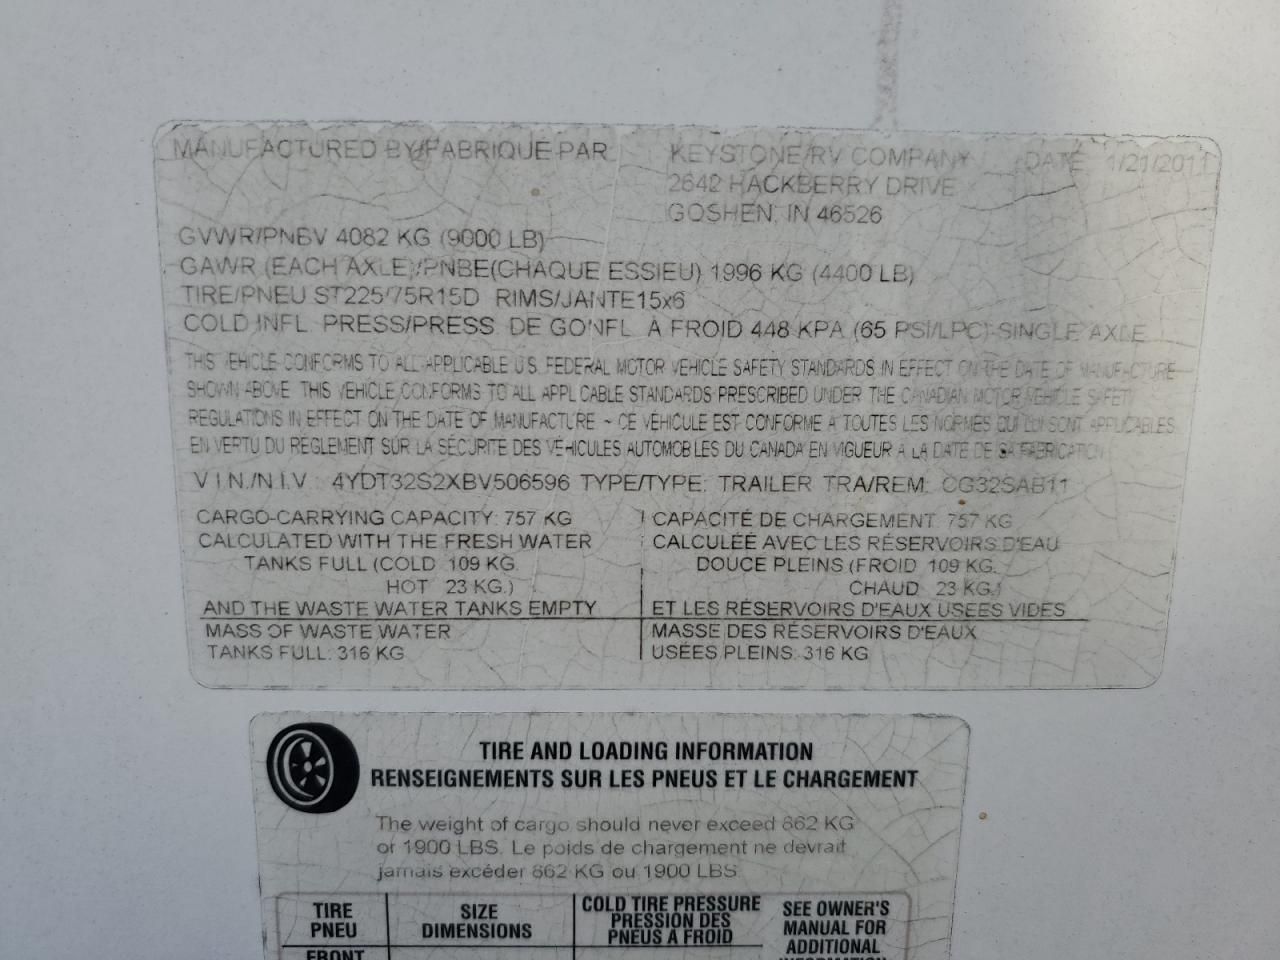 MANUFACTURED BY/FABRIQUE PAR KEYSTONE RV COMPANY DATE 1/21/2011
2642 HACKBERRY DRIVE
GOSHEN, IN 46526
GVWR/PNBV 4082 KG (9000 LB)
GAWR (EACH AXLE)/PNBE(CHAQUE ESSIEU) 1996 KG (4400 LB)
TIRE/PNEU ST225/75R15D RIMS/JANTE15x6
COLD INFL. PRESS/PRESS. DE GONFL. À FROID 448 KPA (65 PSI/LPC) SINGLE AXLE
THIS VEHICLE CONFORMS TO ALL APPLICABLE U.S. FEDERAL MOTOR VEHICLE SAFETY STANDARDS IN EFFECT ON THE DATE OF MANUFACTURE
SHOWN ABOVE. THIS VEHICLE CONFORMS TO ALL APPLICABLE STANDARDS PRESCRIBED UNDER THE CANADIAN MOTOR VEHICLE SAFETY
REGULATIONS IN EFFECT ON THE DATE OF MANUFACTURE - CE VÉHICULE EST CONFORME À TOUTES LES NORMES QUI LUI SONT APPLICABLES
EN VERTU DU RÈGLEMENT SUR LA SÉCURITÉ DES VÉHICULES AUTOMOBILES DU CANADA EN VIGUEUR À LA DATE DE SA FABRICATION
V.I.N./N.I.V.: 4YDT32S2XBV506596 TYPE/TYPE: TRAILER TRA/REM: CG32SAB11
CARGO-CARRYING CAPACITY: 757 KG
CALCULATED WITH THE FRESH WATER
TANKS FULL (COLD 109 KG.
HOT 23 KG.)
AND THE WASTE WATER TANKS EMPTY
MASS OF WASTE WATER
TANKS FULL: 316 KG
CAPACITÉ DE CHARGEMENT: 757 KG
CALCULÉE AVEC LES RÉSERVOIRS D'EAU
DOUCE PLEINS (FROID 109 KG.
CHAUD 23 KG.)
ET LES RÉSERVOIRS D'EAUX USÉES VIDES
MASSE DES RÉSERVOIRS D'EAUX
USÉES PLEINS: 316 KG
TIRE AND LOADING INFORMATION
RENSEIGNEMENTS SUR LES PNEUS ET LE CHARGEMENT
The weight of cargo should never exceed 862 KG
or 1900 LBS. Le poids de chargement ne devrait
jamais excéder 862 KG ou 1900 LBS.
TIRE
PNEU
SIZE
DIMENSIONS
COLD TIRE PRESSURE
PRESSION DES
PNEUS A FROID
SEE OWNER'S
MANUAL FOR
ADDITIONAL
INFORMATION
FRONT